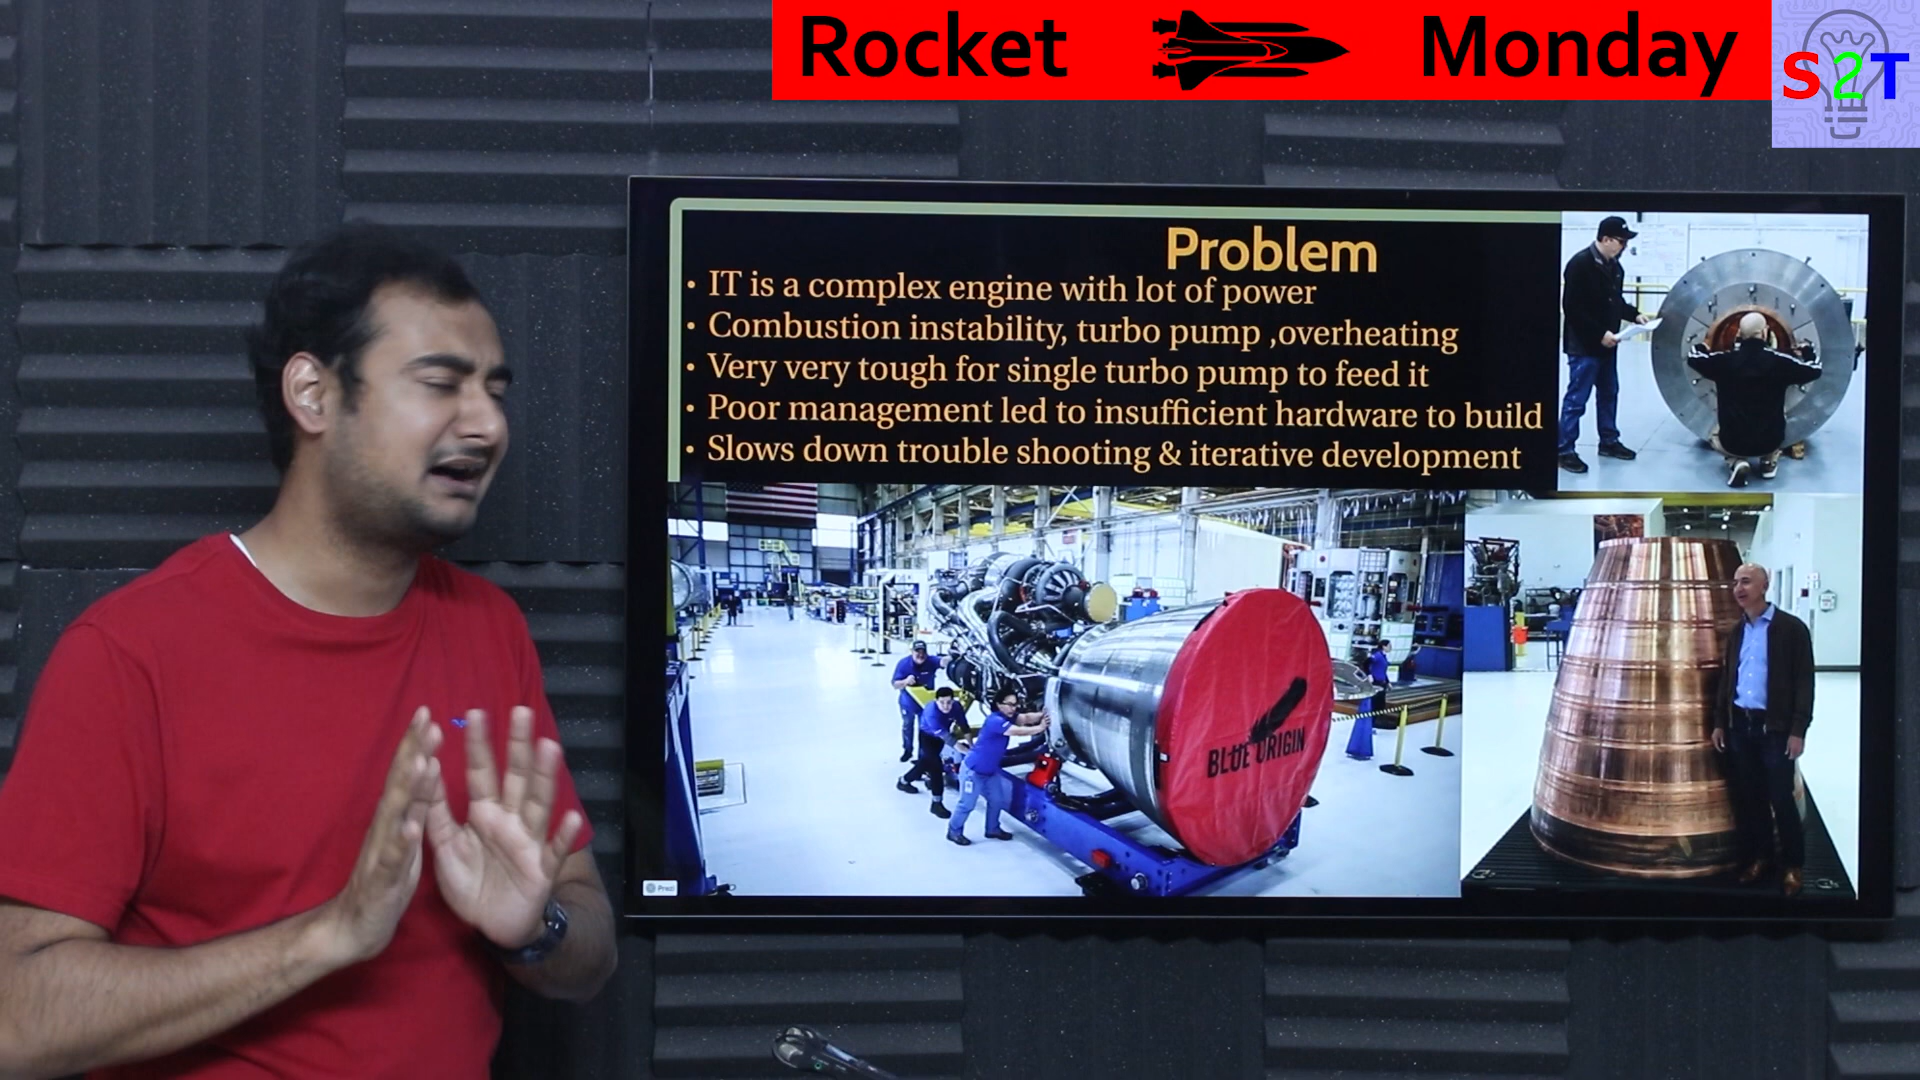 Rocket Monday
S2T
Problem
• IT is a complex engine with lot of power
• Combustion instability, turbo pump ,overheating
• Very very tough for single turbo pump to feed it
• Poor management led to insufficient hardware to build
• Slows down trouble shooting & iterative development
BLUE ORIGIN
Prezi